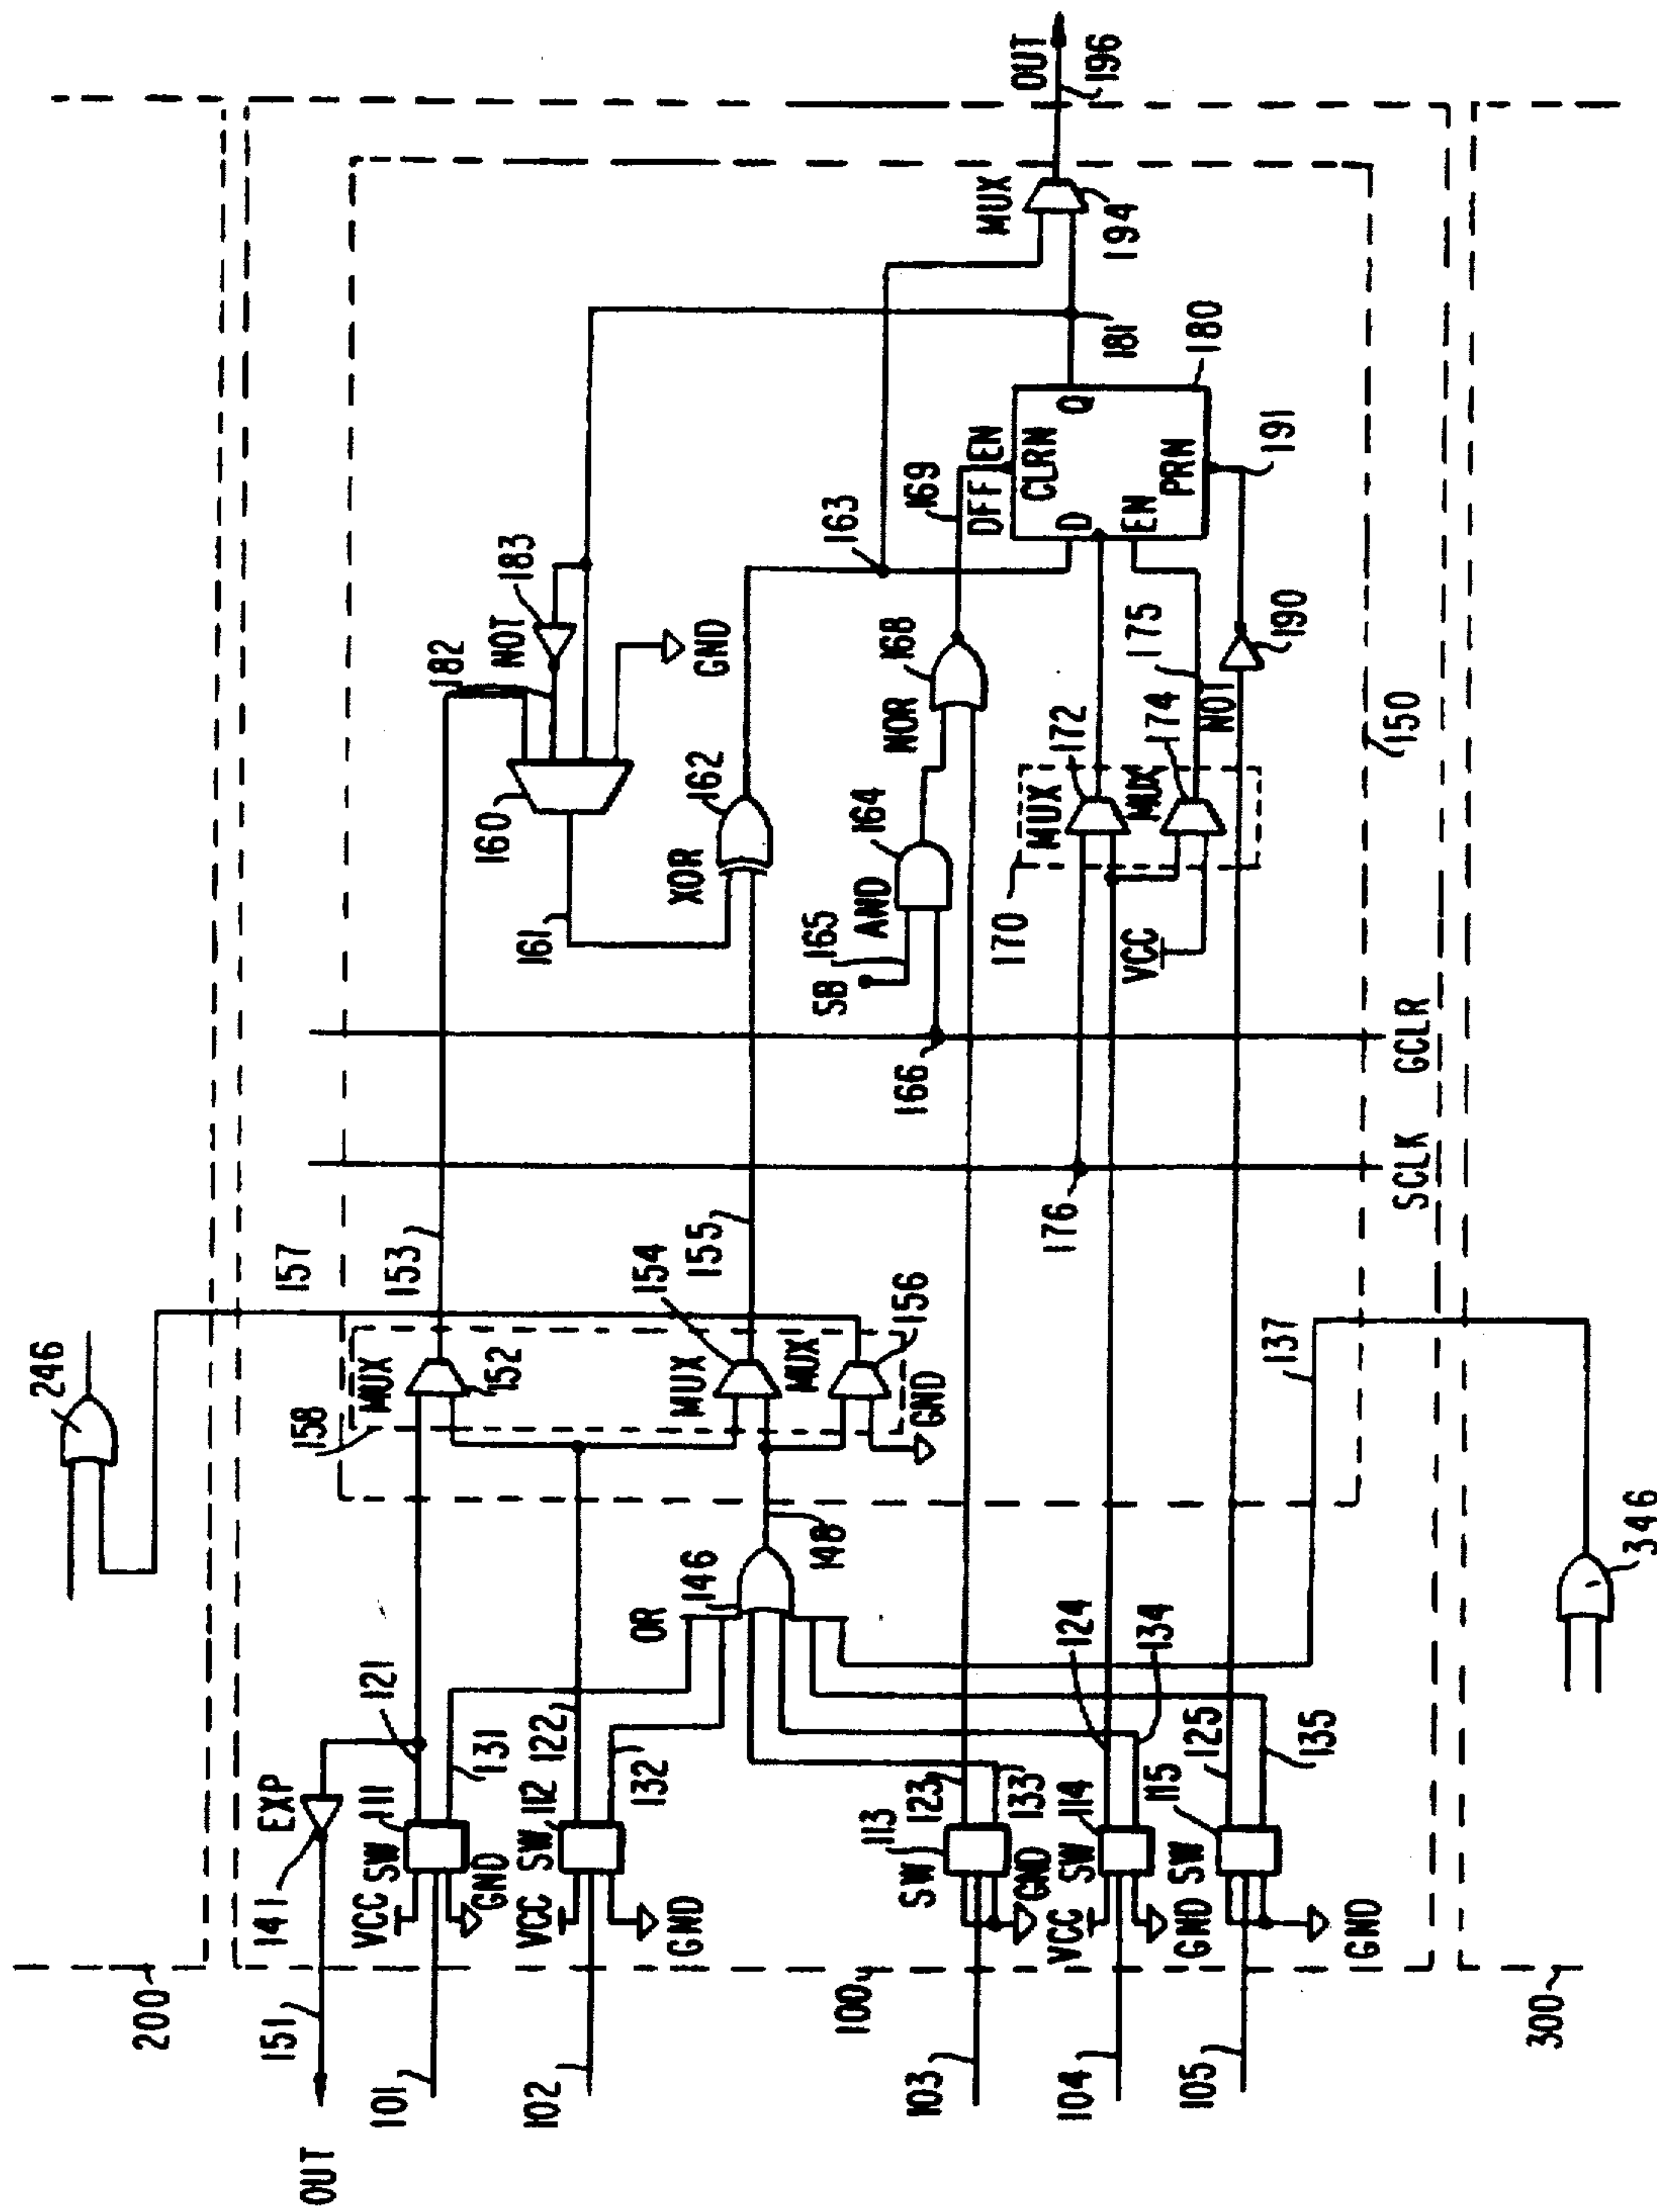 246
157
153
158
MUX
152
121
EXP
141
151
OUT
200
VCC
SW
111
131
GND
101
182
NOT
183
160
GND
161
XOR
162
163
155
154
MUX
MUX
156
GND
OR
146
148
122
VCC
SW
112
132
GND
102
MUX
OUT
196
194
181
180
DFF
EN
CLRN
D
Q
EN
PRN
191
169
168
NOR
164
AND
165
SB
166
170
MUX
172
MUX
174
175
NOT
190
VCC
150
176
SCLK
GCLR
137
123
133
113
SW
GND
103
100
124
134
114
SW
VCC
GND
104
125
135
115
SW
GND
105
346
300